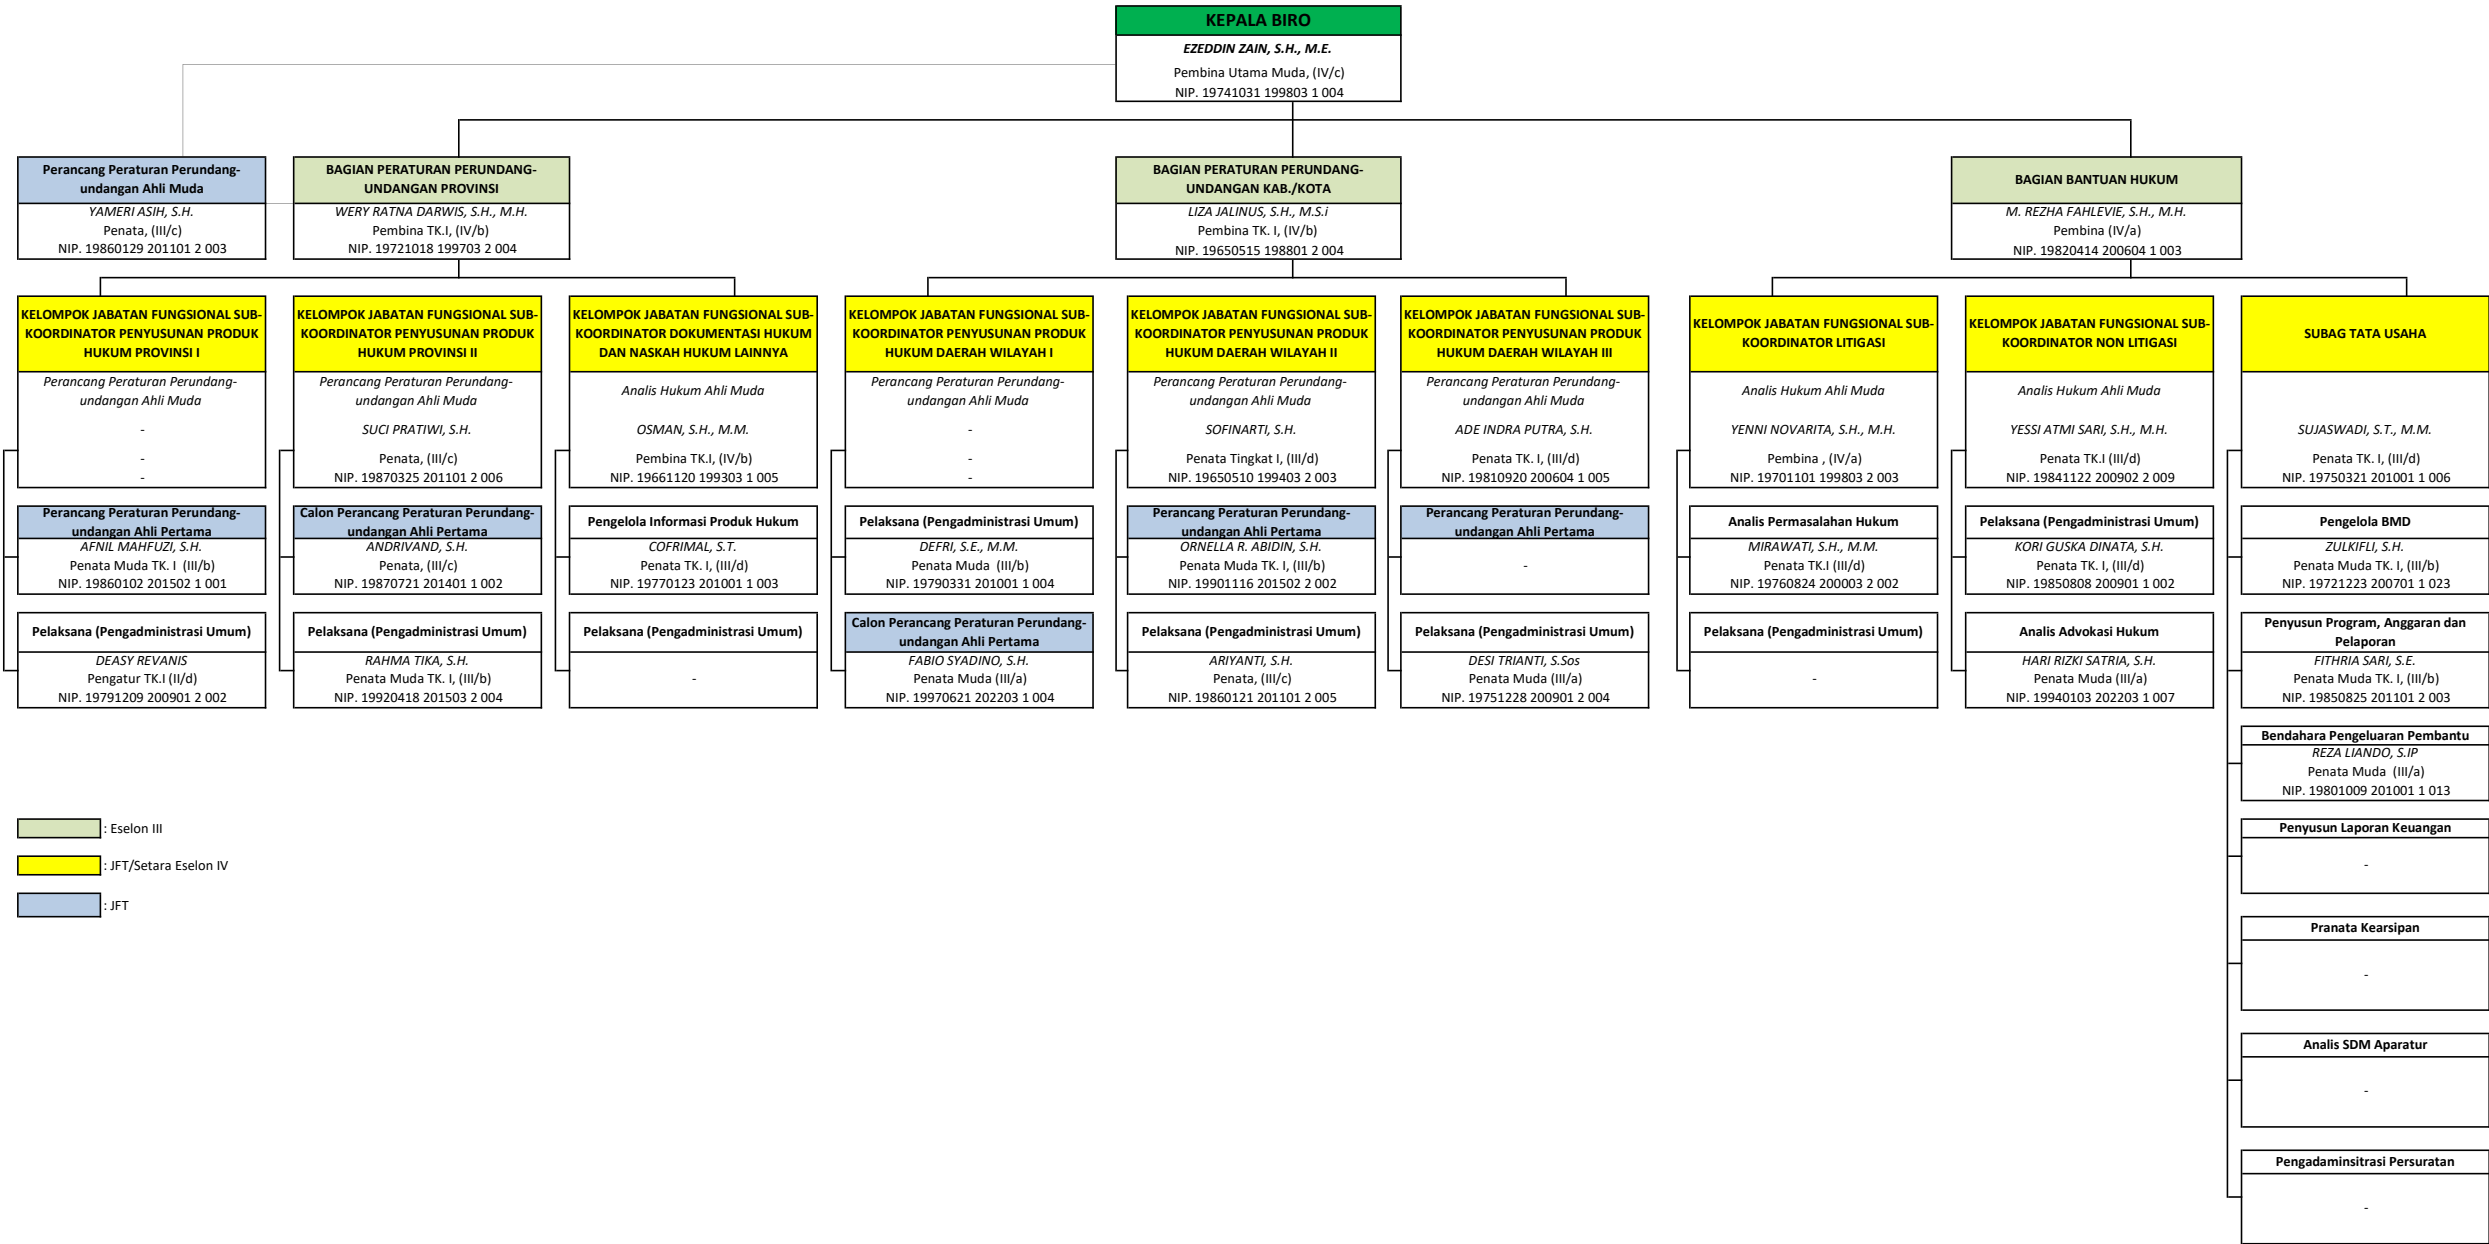 KEPALA BIRO
EZEDDIN ZAIN, S.H., M.E.
Pembina Utama Muda, (IV/c)
NIP. 19741031 199803 1 004
Perancang Peraturan Perundang-
undangan Ahli Muda
YAMERI ASIH, S.H.
Penata, (III/c)
NIP. 19860129 201101 2 003
BAGIAN PERATURAN PERUNDANG-
UNDANGAN PROVINSI
WERY RATNA DARWIS, S.H., M.H.
Pembina TK.I, (IV/b)
NIP. 19721018 199703 2 004
BAGIAN PERATURAN PERUNDANG-
UNDANGAN KAB./KOTA
LIZA JALINUS, S.H., M.S.i
Pembina TK. I, (IV/b)
NIP. 19650515 198801 2 004
BAGIAN BANTUAN HUKUM
M. REZHA FAHLEVIE, S.H., M.H.
Pembina (IV/a)
NIP. 19820414 200604 1 003
KELOMPOK JABATAN FUNGSIONAL SUB-
KOORDINATOR PENYUSUNAN PRODUK
HUKUM PROVINSI I
Perancang Peraturan Perundang-
undangan Ahli Muda
-
-
-
Perancang Peraturan Perundang-
undangan Ahli Pertama
AFNIL MAHFUZI, S.H.
Penata Muda TK. I (III/b)
NIP. 19860102 201502 1 001
Pelaksana (Pengadministrasi Umum)
DEASY REVANIS
Pengatur TK.I (II/d)
NIP. 19791209 200901 2 002
KELOMPOK JABATAN FUNGSIONAL SUB-
KOORDINATOR PENYUSUNAN PRODUK
HUKUM PROVINSI II
Perancang Peraturan Perundang-
undangan Ahli Muda
SUCI PRATIWI, S.H.
Penata, (III/c)
NIP. 19870325 201101 2 006
Calon Perancang Peraturan Perundang-
undangan Ahli Pertama
ANDRIVAND, S.H.
Penata, (III/c)
NIP. 19870721 201401 1 002
Pelaksana (Pengadministrasi Umum)
RAHMA TIKA, S.H.
Penata Muda TK. I, (III/b)
NIP. 19920418 201503 2 004
KELOMPOK JABATAN FUNGSIONAL SUB-
KOORDINATOR DOKUMENTASI HUKUM
DAN NASKAH HUKUM LAINNYA
Analis Hukum Ahli Muda
OSMAN, S.H., M.M.
Pembina TK.I, (IV/b)
NIP. 19661120 199303 1 005
Pengelola Informasi Produk Hukum
COFRIMAL, S.T.
Penata TK. I, (III/d)
NIP. 19770123 201001 1 003
Pelaksana (Pengadministrasi Umum)
-
KELOMPOK JABATAN FUNGSIONAL SUB-
KOORDINATOR PENYUSUNAN PRODUK
HUKUM DAERAH WILAYAH I
Perancang Peraturan Perundang-
undangan Ahli Muda
-
-
-
Pelaksana (Pengadministrasi Umum)
DEFRI, S.E., M.M.
Penata Muda (III/b)
NIP. 19790331 201001 1 004
Calon Perancang Peraturan Perundang-
undangan Ahli Pertama
FABIO SYADINO, S.H.
Penata Muda (III/a)
NIP. 19970621 202203 1 004
KELOMPOK JABATAN FUNGSIONAL SUB-
KOORDINATOR PENYUSUNAN PRODUK
HUKUM DAERAH WILAYAH II
Perancang Peraturan Perundang-
undangan Ahli Muda
SOFINARTI, S.H.
Penata Tingkat I, (III/d)
NIP. 19650510 199403 2 003
Perancang Peraturan Perundang-
undangan Ahli Pertama
ORNELLA R. ABIDIN, S.H.
Penata Muda TK. I, (III/b)
NIP. 19901116 201502 2 002
Pelaksana (Pengadministrasi Umum)
ARIYANTI, S.H.
Penata, (III/c)
NIP. 19860121 201101 2 005
KELOMPOK JABATAN FUNGSIONAL SUB-
KOORDINATOR PENYUSUNAN PRODUK
HUKUM DAERAH WILAYAH III
Perancang Peraturan Perundang-
undangan Ahli Muda
ADE INDRA PUTRA, S.H.
Penata TK. I, (III/d)
NIP. 19810920 200604 1 005
Perancang Peraturan Perundang-
undangan Ahli Pertama
-
Pelaksana (Pengadministrasi Umum)
DESI TRIANTI, S.Sos
Penata Muda (III/a)
NIP. 19751228 200901 2 004
KELOMPOK JABATAN FUNGSIONAL SUB-
KOORDINATOR LITIGASI
Analis Hukum Ahli Muda
YENNI NOVARITA, S.H., M.H.
Pembina , (IV/a)
NIP. 19701101 199803 2 003
Analis Permasalahan Hukum
MIRAWATI, S.H., M.M.
Penata TK.I (III/d)
NIP. 19760824 200003 2 002
Pelaksana (Pengadministrasi Umum)
-
KELOMPOK JABATAN FUNGSIONAL SUB-
KOORDINATOR NON LITIGASI
Analis Hukum Ahli Muda
YESSI ATMI SARI, S.H., M.H.
Penata TK.I (III/d)
NIP. 19841122 200902 2 009
Pelaksana (Pengadministrasi Umum)
KORI GUSKA DINATA, S.H.
Penata TK. I, (III/d)
NIP. 19850808 200901 1 002
Analis Advokasi Hukum
HARI RIZKI SATRIA, S.H.
Penata Muda (III/a)
NIP. 19940103 202203 1 007
SUBAG TATA USAHA
SUJASWADI, S.T., M.M.
Penata TK. I, (III/d)
NIP. 19750321 201001 1 006
Pengelola BMD
ZULKIFLI, S.H.
Penata Muda TK. I, (III/b)
NIP. 19721223 200701 1 023
Penyusun Program, Anggaran dan
Pelaporan
FITHRIA SARI, S.E.
Penata Muda TK. I, (III/b)
NIP. 19850825 201101 2 003
Bendahara Pengeluaran Pembantu
REZA LIANDO, S.IP
Penata Muda (III/a)
NIP. 19801009 201001 1 013
Penyusun Laporan Keuangan
-
Pranata Kearsipan
-
Analis SDM Aparatur
-
Pengadaminsitrasi Persuratan
-
: Eselon III
: JFT/Setara Eselon IV
: JFT